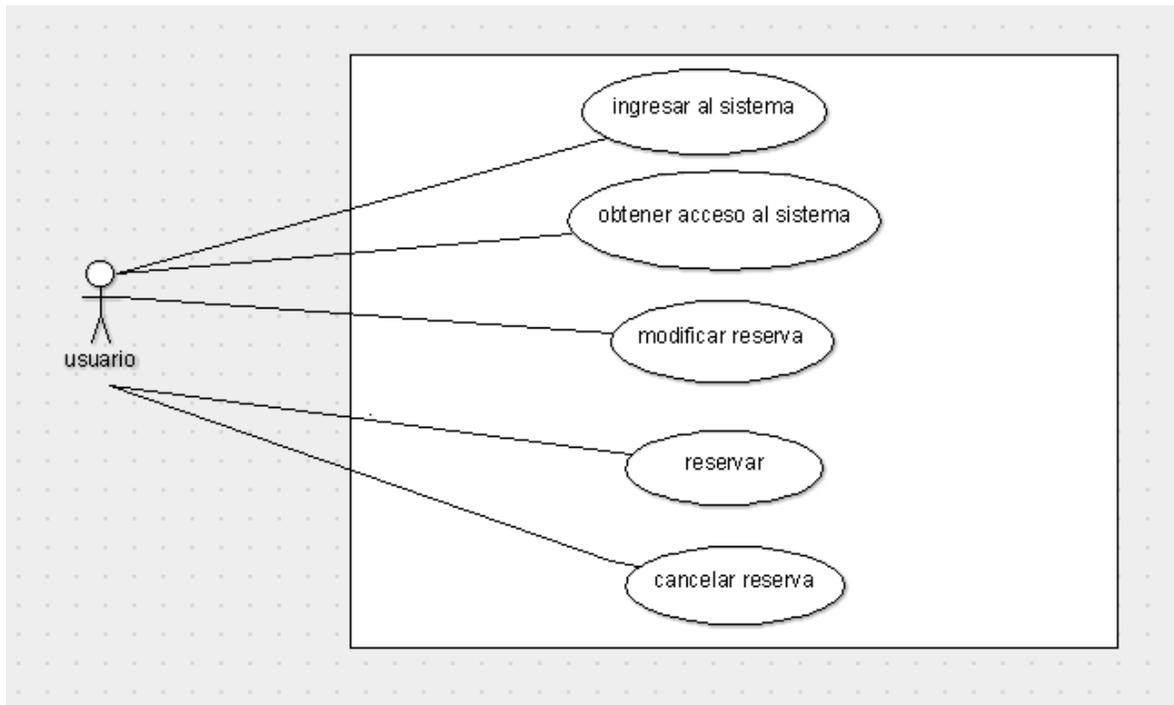 ingresar al sistema
obtener acceso al sistema
modificar reserva
usuario
reservar
cancelar reserva